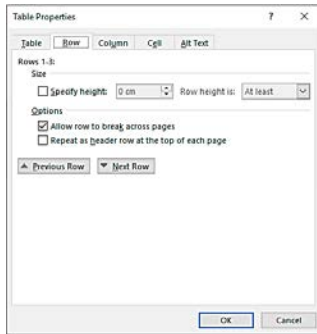 Table Properties ? ×
Table Row Column Cell Alt Text
Rows 1-3:
Size
Specify height: 0 cm Row height is: At least
Options
Allow row to break across pages
Repeat as header row at the top of each page
Previous Row Next Row
OK Cancel